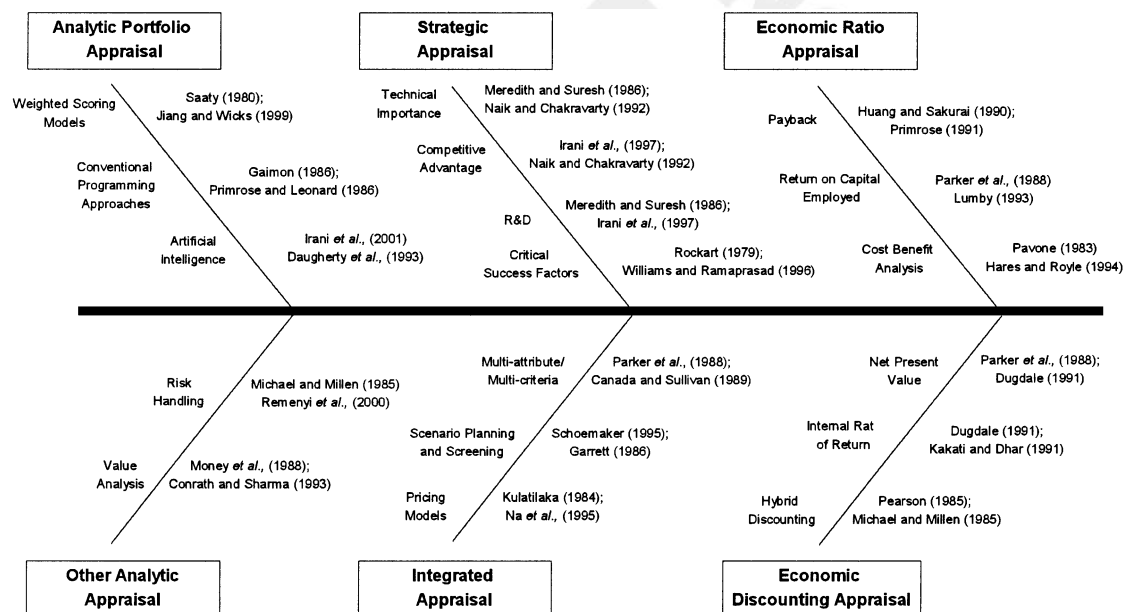 Analytic Portfolio
Appraisal
Weighted Scoring
Models
Saaty (1980);
Jiang and Wicks (1999)
Conventional
Programming
Approaches
Gaimon (1986);
Primrose and Leonard (1986)
Artificial
Intelligence
Irani et al., (2001)
Daugherty et al., (1993)
Strategic
Appraisal
Technical
Importance
Meredith and Suresh (1986);
Naik and Chakravarty (1992)
Competitive
Advantage
Irani et al., (1997);
Naik and Chakravarty (1992)
R&D
Meredith and Suresh (1986);
Irani et al., (1997)
Critical
Success Factors
Rockart (1979);
Williams and Ramaprasad (1996)
Economic Ratio
Appraisal
Payback
Huang and Sakurai (1990);
Primrose (1991)
Return on Capital
Employed
Parker et al., (1988)
Lumby (1993)
Cost Benefit
Analysis
Pavone (1983)
Hares and Royle (1994)
Risk
Handling
Michael and Millen (1985)
Remenyi et al., (2000)
Value
Analysis
Money et al., (1988);
Conrath and Sharma (1993)
Other Analytic
Appraisal
Multi-attribute/
Multi-criteria
Parker et al., (1988);
Canada and Sullivan (1989)
Scenario Planning
and Screening
Schoemaker (1995);
Garrett (1986)
Pricing
Models
Kulatilaka (1984);
Na et al., (1995)
Integrated
Appraisal
Net Present
Value
Parker et al., (1988);
Dugdale (1991)
Internal Rat
of Return
Dugdale (1991);
Kakati and Dhar (1991)
Hybrid
Discounting
Pearson (1985);
Michael and Millen (1985)
Economic
Discounting Appraisal